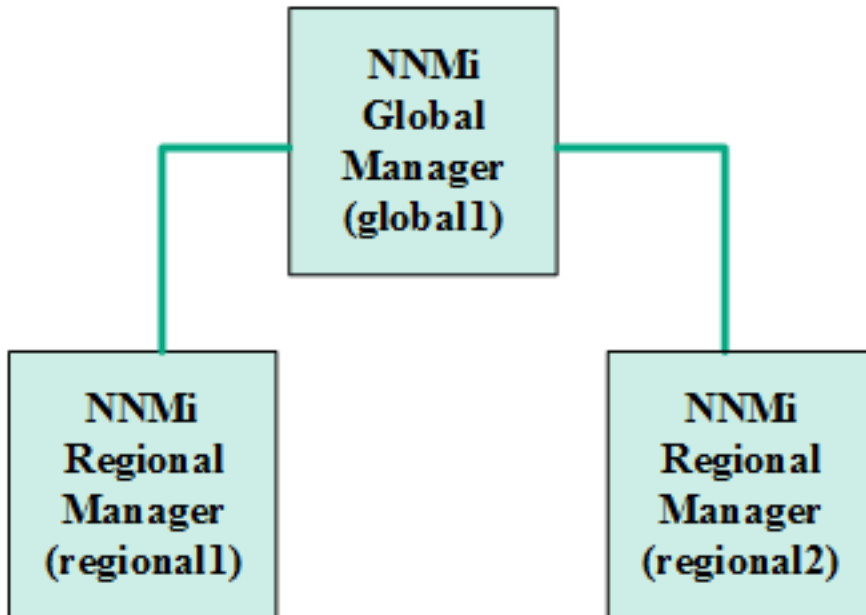 NNMi
Global
Manager
(global1)
NNMi
Regional
Manager
(regional1)
NNMi
Regional
Manager
(regional2)